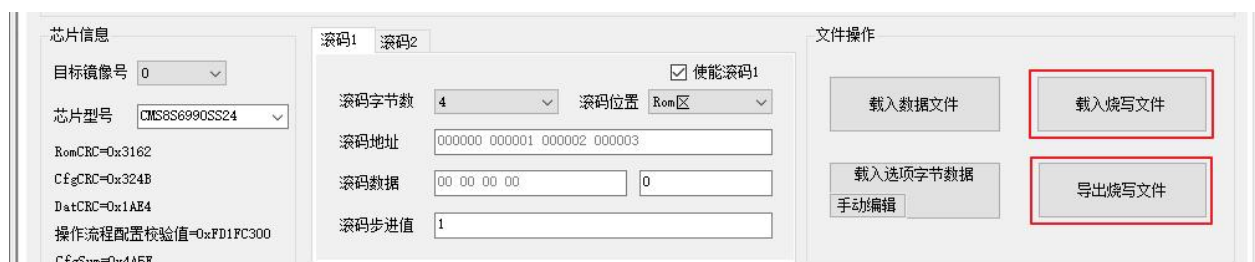 芯片信息
目标镜像号 0
芯片型号 CMS8S6990SS24
RomCRC=0x3162
CfgCRC=0x324B
DatCRC=0x1AE4
操作流程配置校验值=0xFD1FC300
滚码1 滚码2
使能滚码1
滚码字节数 4 滚码位置 Rom区
滚码地址 000000 000001 000002 000003
滚码数据 00 00 00 00 0
滚码步进值 1
文件操作
载入数据文件 载入烧写文件
载入选项字节数据 导出烧写文件
手动编辑